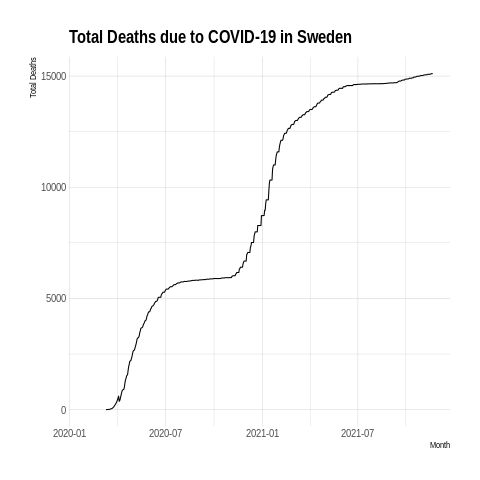 Total Deaths due to COVID-19 in Sweden
Total Deaths
15000
10000
5000
0
2020-01 2020-07 2021-01 2021-07
Month